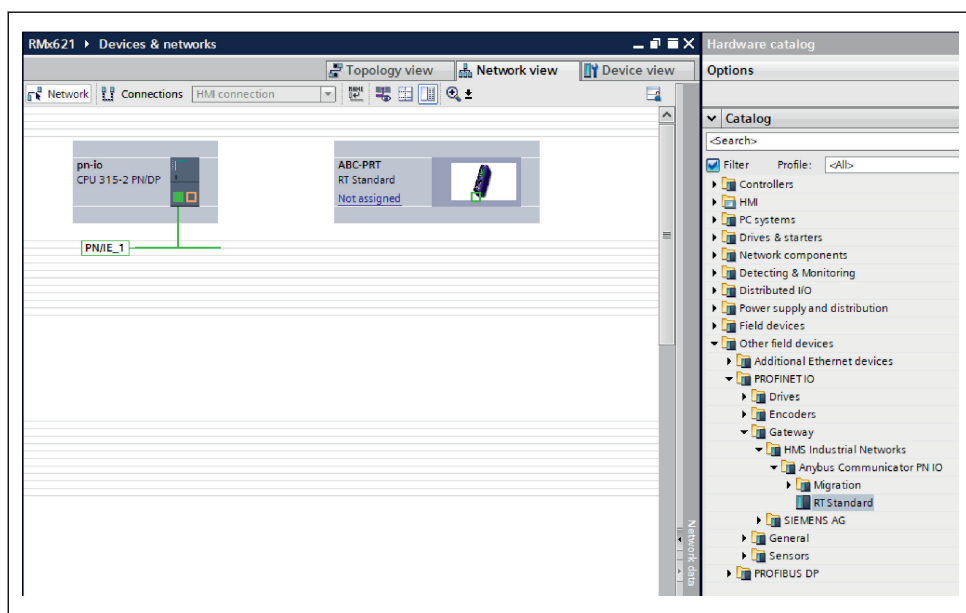 RMx621 ▸ Devices & networks
Topology view
Network view
Device view
Network
Connections
HMI connection
pn-io
CPU 315-2 PN/DP
ABC-PRT
RT Standard
Not assigned
PN/IE_1
Network data
Hardware catalog
Options
Catalog
<Search>
Filter Profile: <All>
Controllers
HMI
PC systems
Drives & starters
Network components
Detecting & Monitoring
Distributed I/O
Power supply and distribution
Field devices
Other field devices
Additional Ethernet devices
PROFINET IO
Drives
Encoders
Gateway
HMS Industrial Networks
Anybus Communicator PN IO
Migration
RT Standard
SIEMENS AG
General
Sensors
PROFIBUS DP